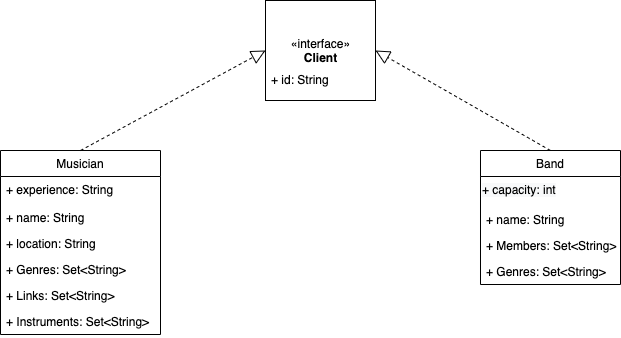 «interface»
Client
+ id: String
Musician
+ experience: String
+ name: String
+ location: String
+ Genres: Set<String>
+ Links: Set<String>
+ Instruments: Set<String>
Band
+ capacity: int
+ name: String
+ Members: Set<String>
+ Genres: Set<String>